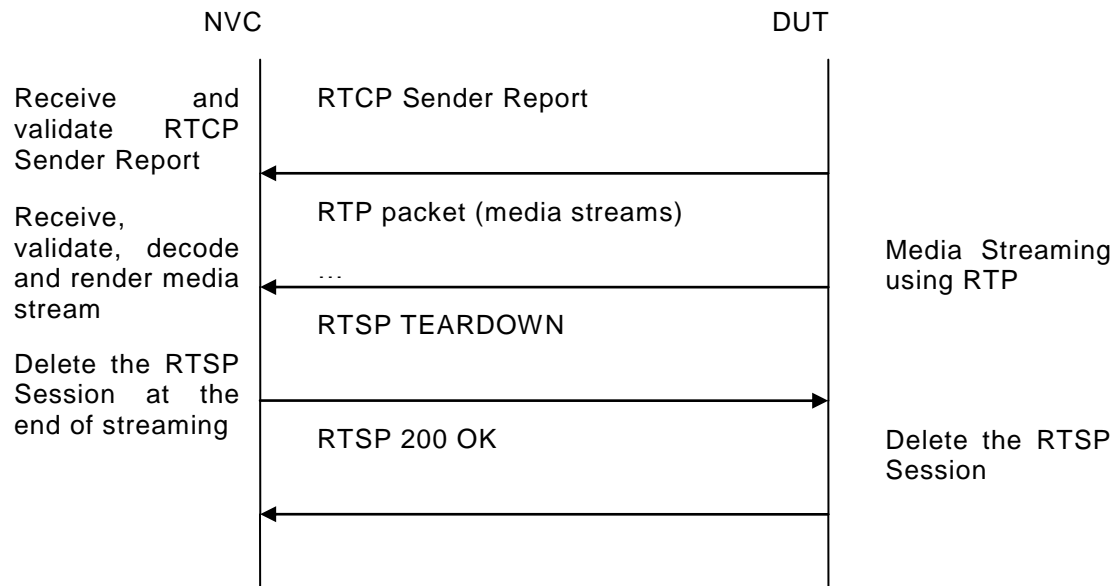 NVC
DUT
Receive and
validate RTCP
Sender Report
RTCP Sender Report
Receive,
validate, decode
and render media
stream
RTP packet (media streams)
...
Media Streaming
using RTP
RTSP TEARDOWN
Delete the RTSP
Session at the
end of streaming
RTSP 200 OK
Delete the RTSP
Session